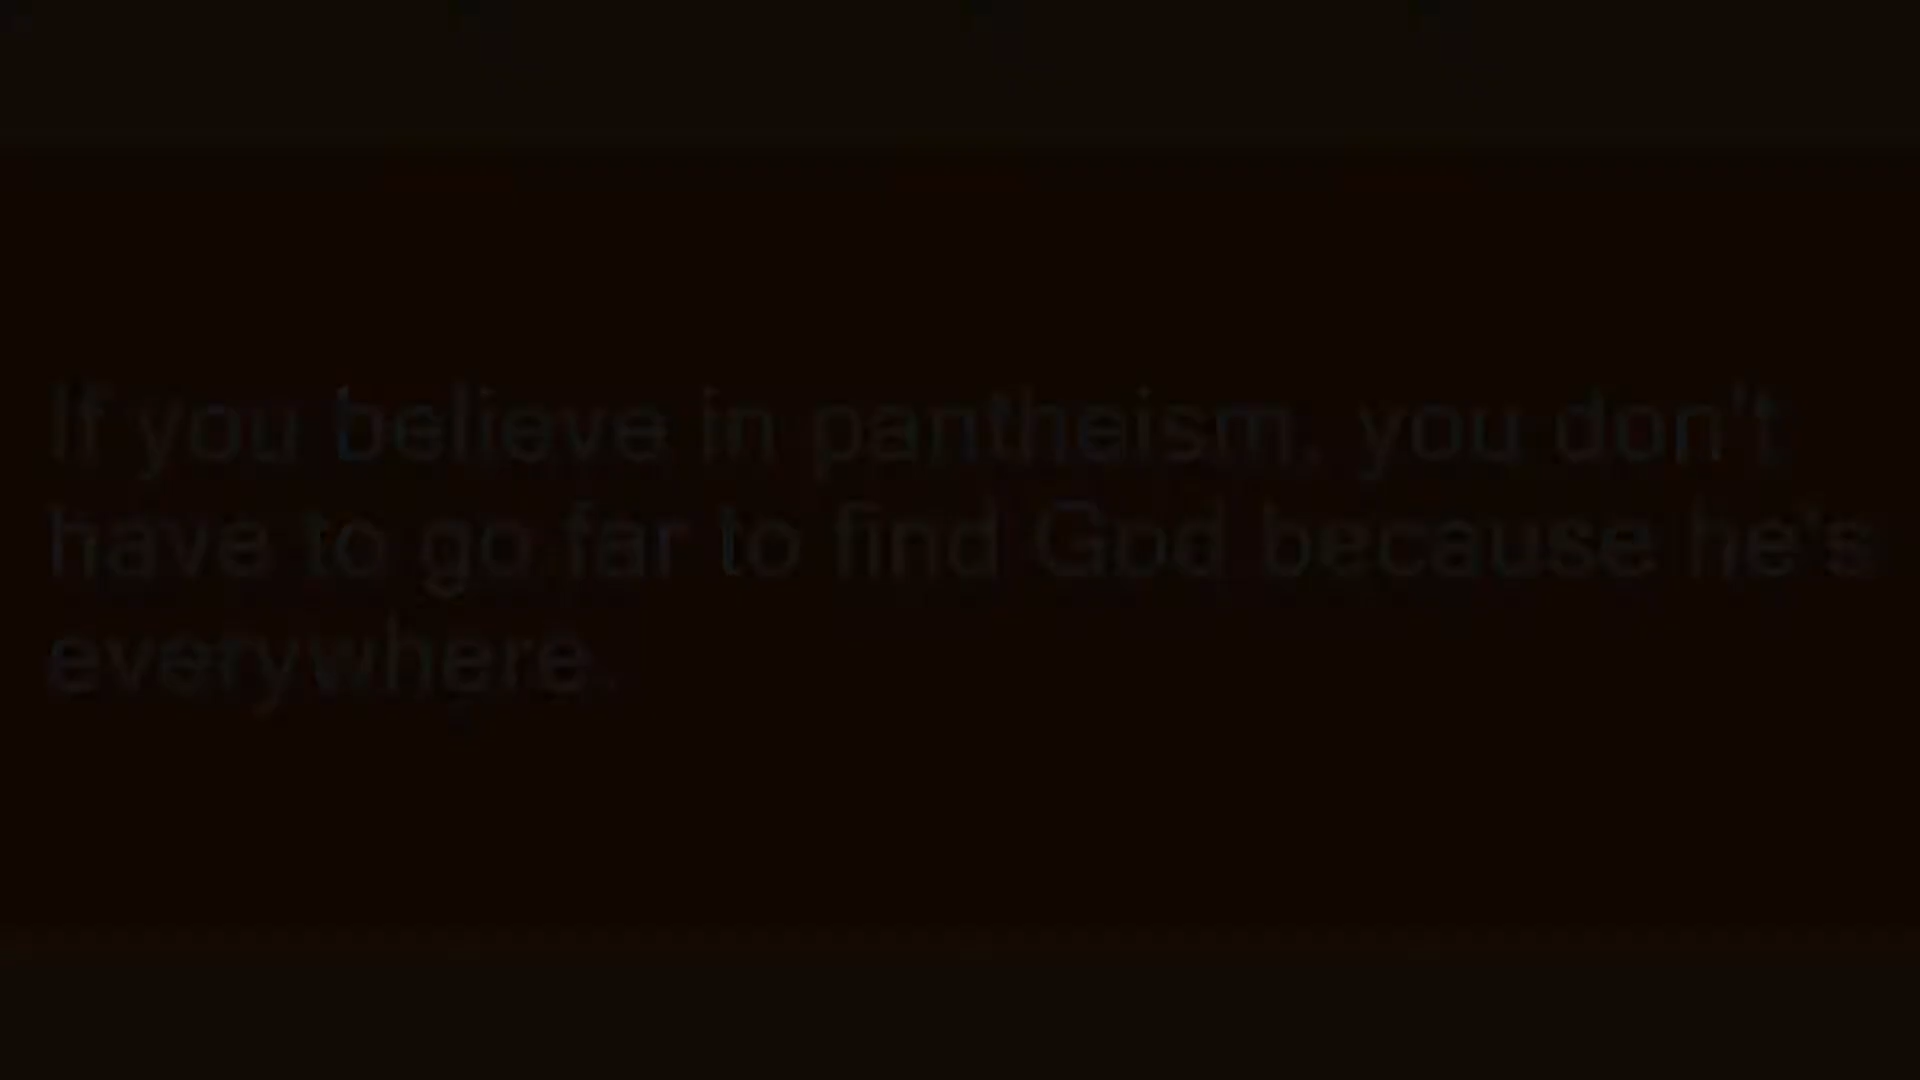 If you believe in pantheism, you don't
have to go far to find God because he's
everywhere.